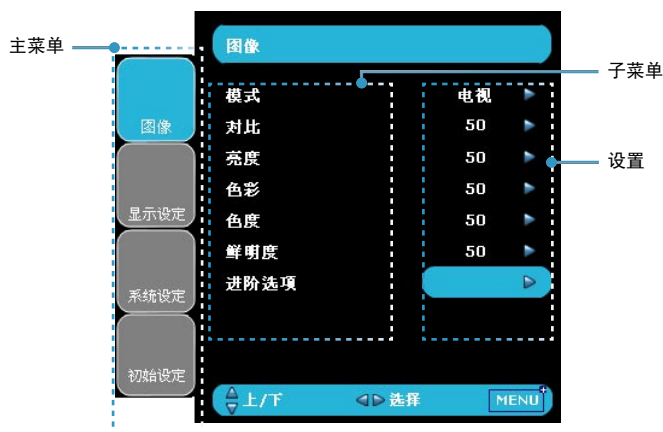 主菜单
图像
子菜单
模式 电视
图像
对比 50
亮度 50
设置
色彩 50
显示设定
色度 50
鲜明度 50
进阶选项
系统设定
初始设定
上/下 选择 MENU